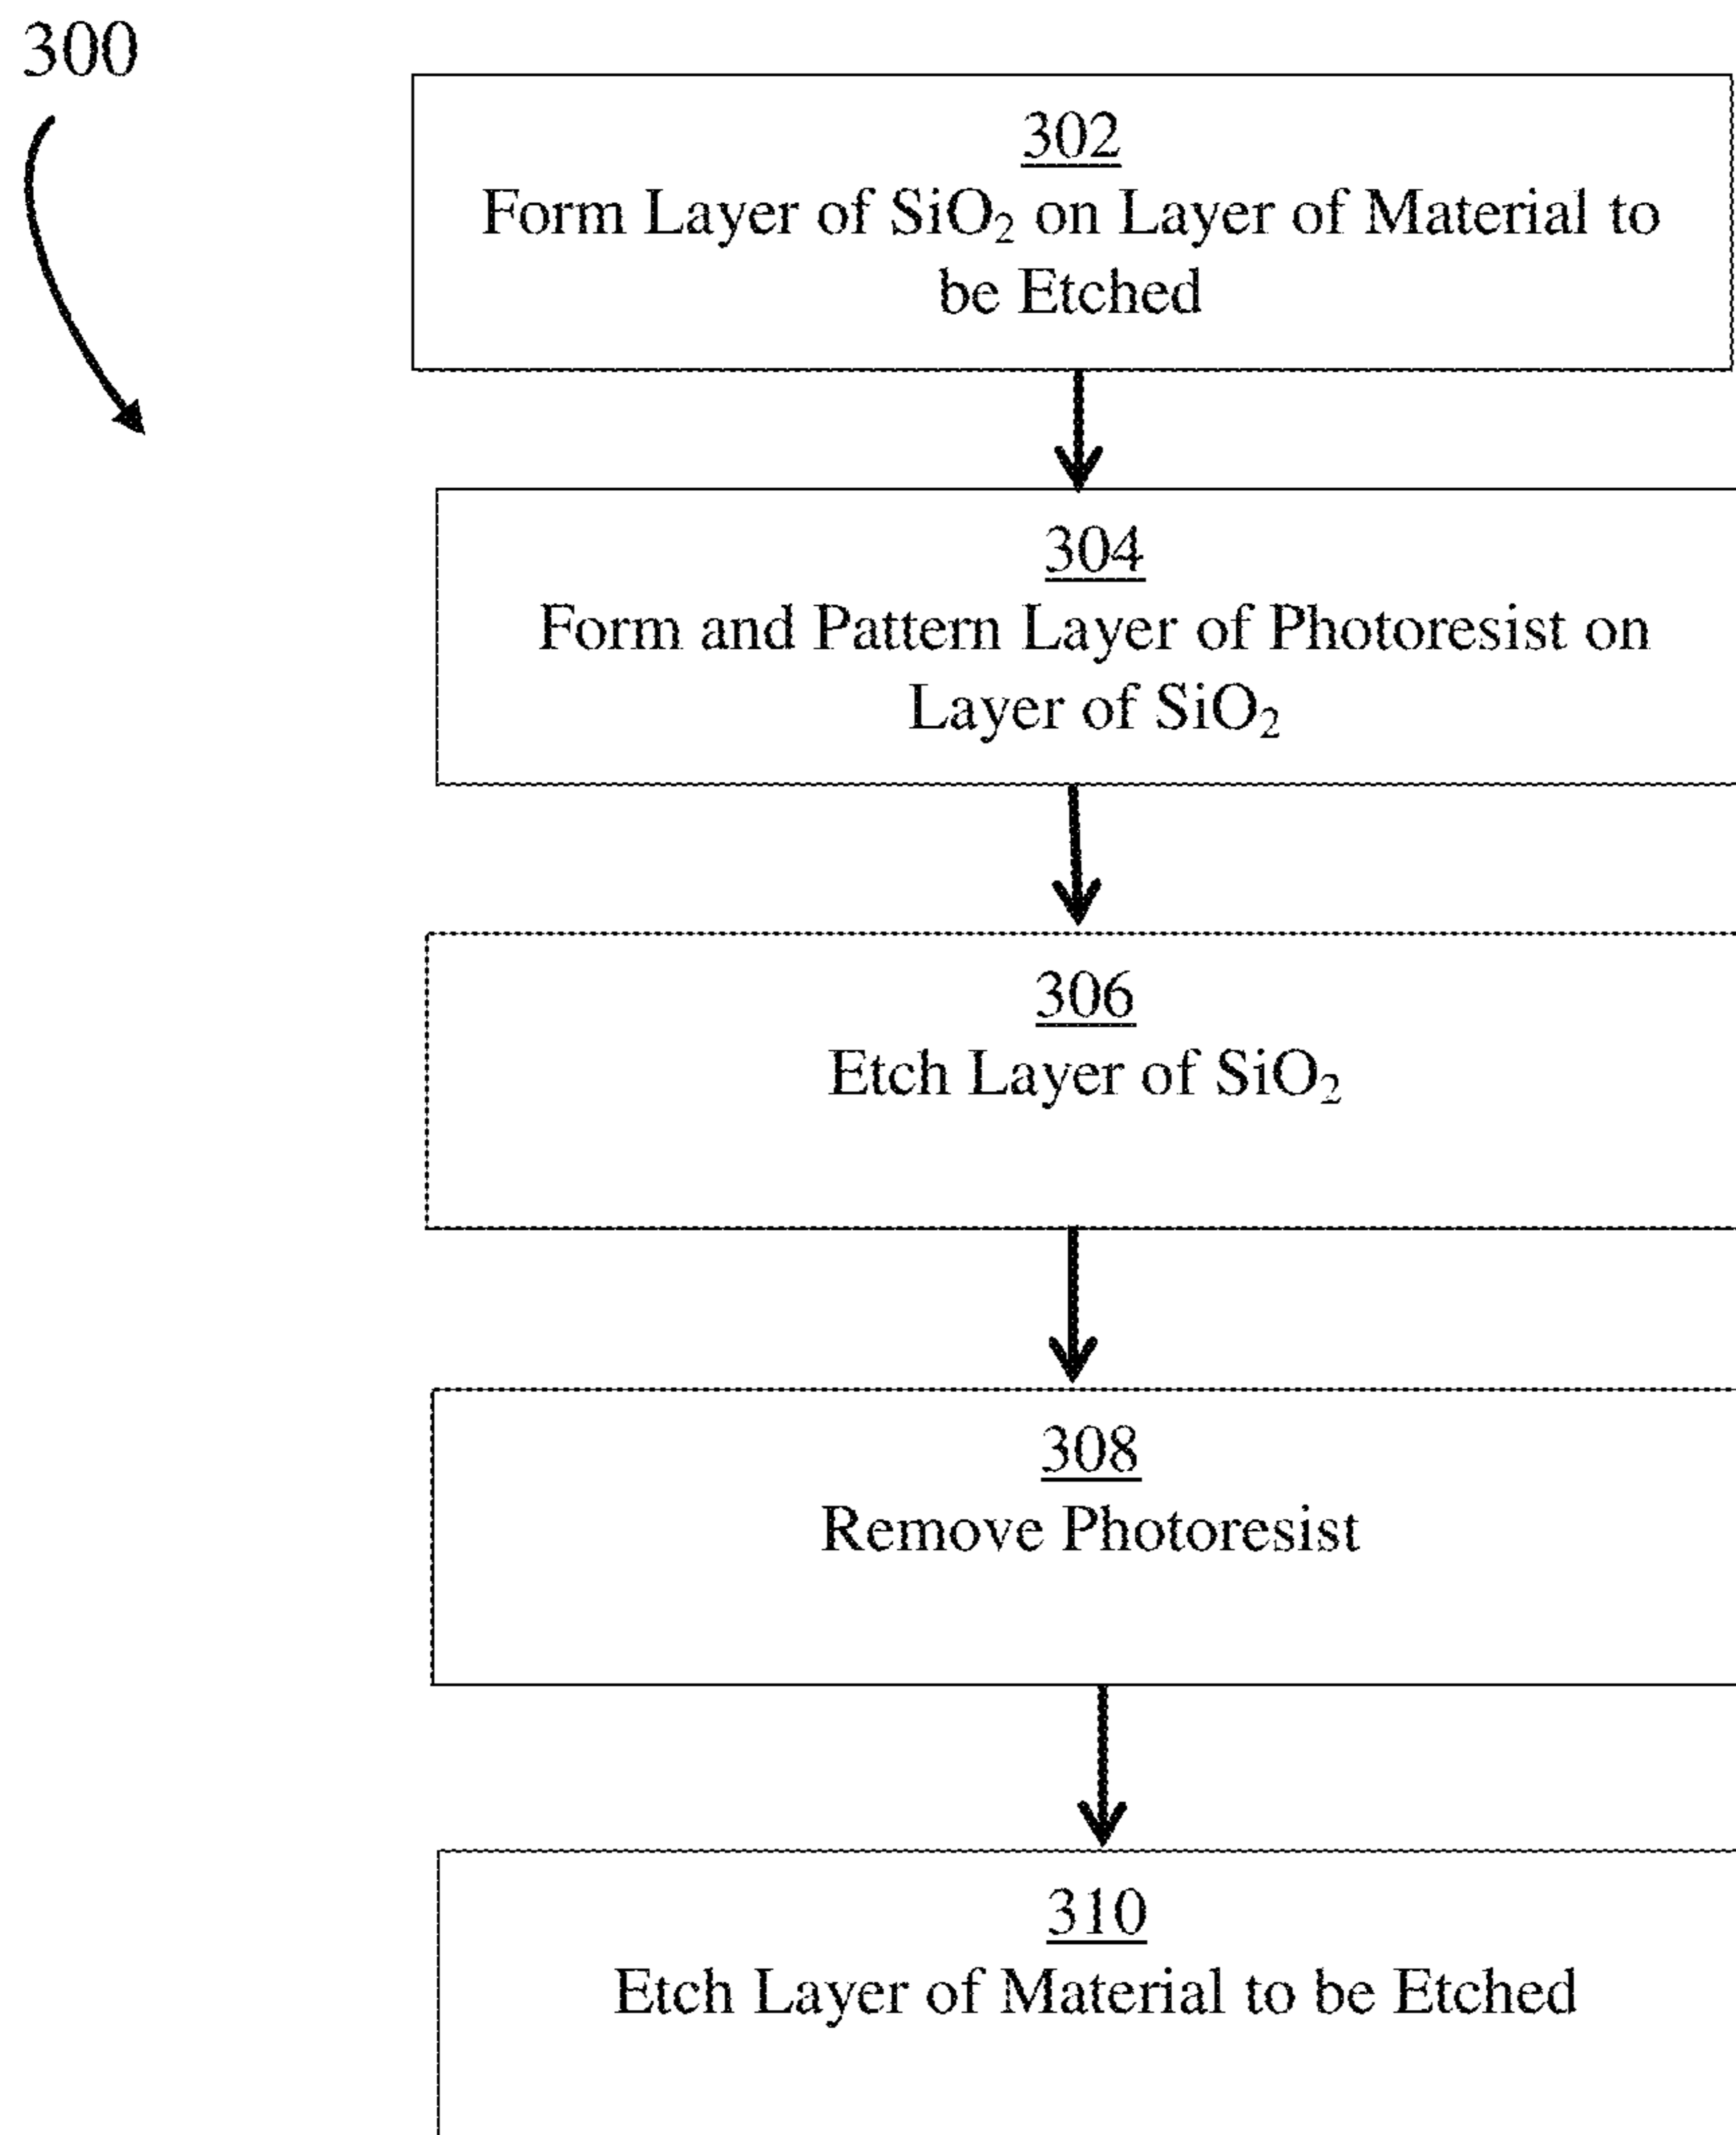 300
302
Form Layer of SiO₂ on Layer of Material to
be Etched
304
Form and Pattern Layer of Photoresist on
Layer of SiO₂
306
Etch Layer of SiO₂
308
Remove Photoresist
310
Etch Layer of Material to be Etched